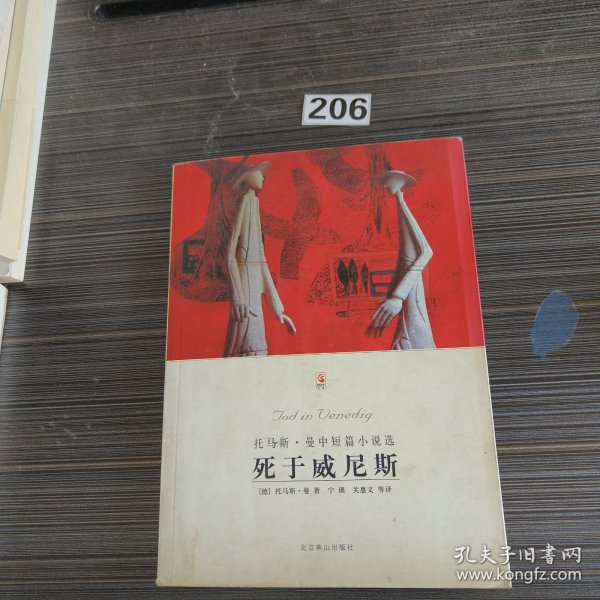 206
Tod in Venedig
托马斯·曼中短篇小说选
死于威尼斯
[德] 托马斯·曼 著 宁瑛 关惠文 等译
北京燕山出版社
孔夫子旧书网
www.kongfz.com